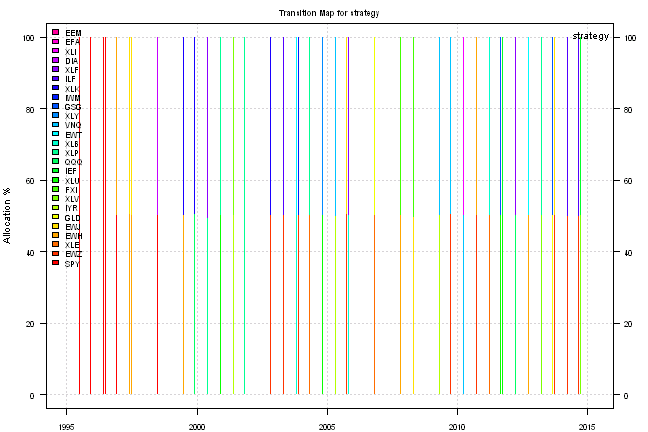 Transition Map for strategy
strategy
EEM
EFA
XLI
DIA
XLF
ILF
XLK
IWM
GSG
XLY
VNQ
EWT
XLB
XLP
QQQ
IEF
XLU
FXI
XLV
IYR
GLD
EWJ
EWH
XLE
EWZ
SPY
Allocation %
100
80
60
40
20
0
100
80
60
40
20
0
1995
2000
2005
2010
2015